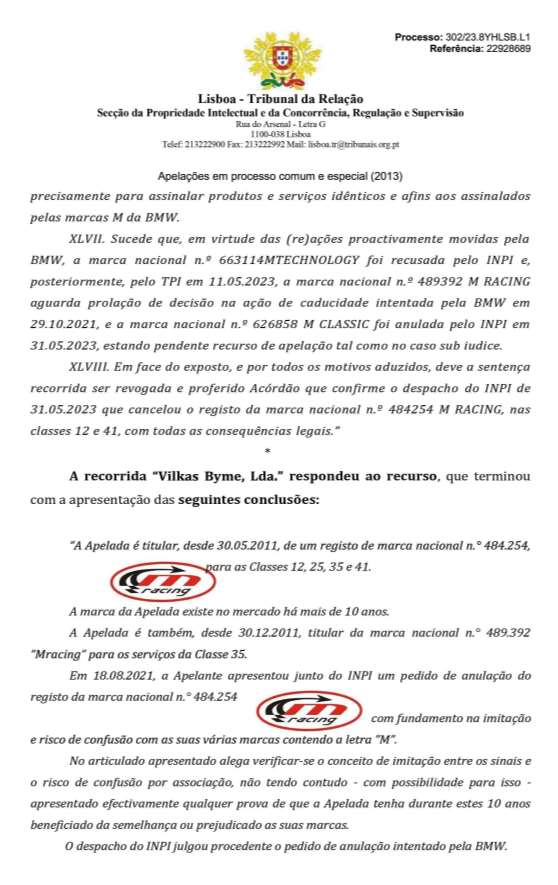 Processo: 302/23.8YHLSB.L1
Referência: 22928689
Lisboa - Tribunal da Relação
Secção da Propriedade Intelectual e da Concorrência, Regulação e Supervisão
Rua do Arsenal - Letra G
1100-038 Lisboa
Telef: 213222900 Fax: 213222992 Mail: lisboa.tr@tribunais.org.pt
Apelações em processo comum e especial (2013)
precisamente para assinalar produtos e serviços idênticos e afins aos assinalados
pelas marcas M da BMW.
XLVII. Sucede que, em virtude das (re)ações proactivamente movidas pela
BMW, a marca nacional n.º 663114MTECHNOLOGY foi recusada pelo INPI e,
posteriormente, pelo TPI em 11.05.2023, a marca nacional n.º 489392 M RACING
aguarda prolação de decisão na ação de caducidade intentada pela BMW em
29.10.2021, e a marca nacional n.º 626858 M CLASSIC foi anulada pelo INPI em
31.05.2023, estando pendente recurso de apelação tal como no caso sub iudice.
XLVIII. Em face do exposto, e por todos os motivos aduzidos, deve a sentença
recorrida ser revogada e proferido Acórdão que confirme o despacho do INPI de
31.05.2023 que cancelou o registo da marca nacional n.º 484254 M RACING, nas
classes 12 e 41, com todas as consequências legais."
*
A recorrida "Vilkas Byme, Lda." respondeu ao recurso, que terminou
com a apresentação das seguintes conclusões:
"A Apelada é titular, desde 30.05.2011, de um registo de marca nacional n.° 484.254,
m racing para as Classes 12, 25, 35 e 41.
A marca da Apelada existe no mercado há mais de 10 anos.
A Apelada é também, desde 30.12.2011, titular da marca nacional n.° 489.392
"Mracing" para os serviços da Classe 35.
Em 18.08.2021, a Apelante apresentou junto do INPI um pedido de anulação do
registo da marca nacional n.° 484.254 m racing com fundamento na imitação
e risco de confusão com as suas várias marcas contendo a letra "M".
No articulado apresentado alega verificar-se o conceito de imitação entre os sinais e
o risco de confusão por associação, não tendo contudo - com possibilidade para isso -
apresentado efectivamente qualquer prova de que a Apelada tenha durante estes 10 anos
beneficiado da semelhança ou prejudicado as suas marcas.
O despacho do INPI julgou procedente o pedido de anulação intentado pela BMW.